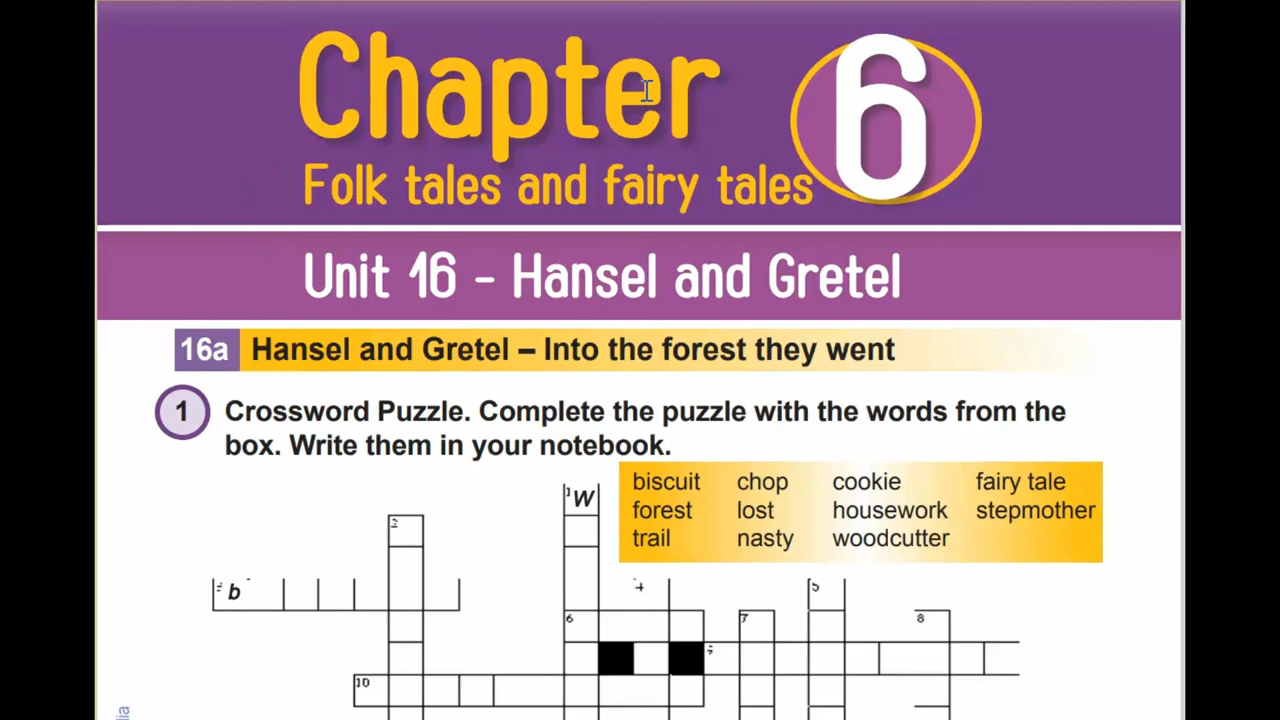 Chapter 6
Folk tales and fairy tales
Unit 16 - Hansel and Gretel
16a Hansel and Gretel – Into the forest they went
1 Crossword Puzzle. Complete the puzzle with the words from the
box. Write them in your notebook.
biscuit chop cookie fairy tale
forest lost housework stepmother
trail nasty woodcutter
1 W
2
b
4
5
6
7
8
10